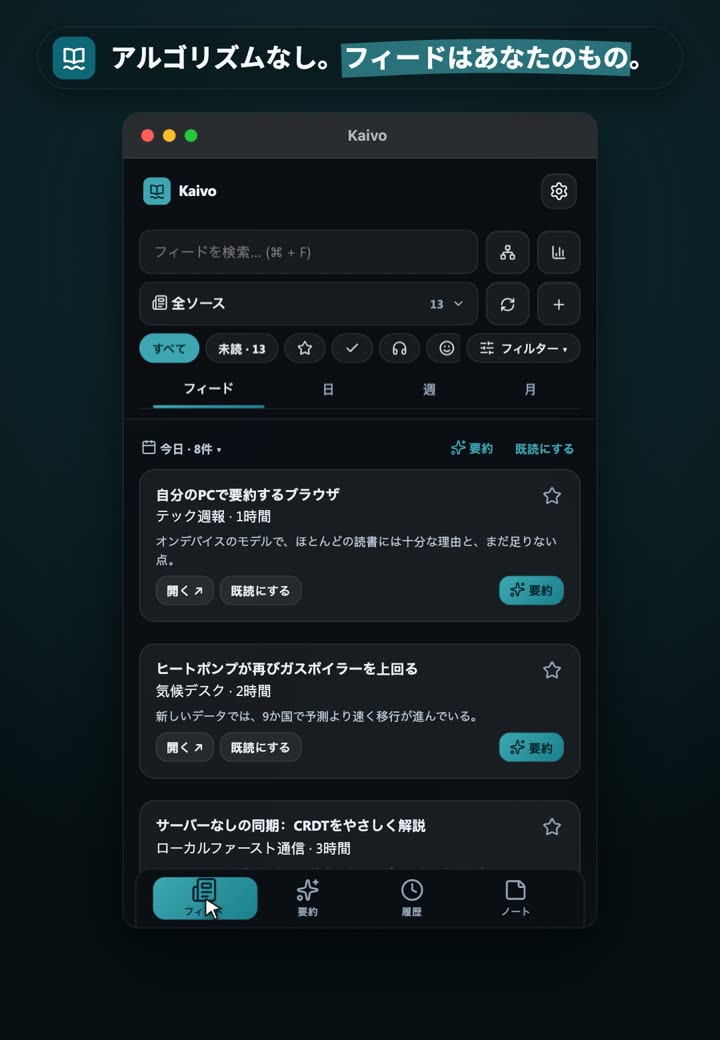 アルゴリズムなし。フィードはあなたのもの。
Kaivo
Kaivo
フィードを検索... (⌘ + F)
全ソース 13
すべて 未読 · 13 フィルター ▾
フィード 日 週 月
今日 · 8件 ▾ 要約 既読にする
自分のPCで要約するブラウザ
テック週報 · 1時間
オンデバイスのモデルで、ほとんどの読書には十分な理由と、まだ足りない
点。
開く ↗ 既読にする 要約
ヒートポンプが再びガスボイラーを上回る
気候デスク · 2時間
新しいデータでは、9か国で予測より速く移行が進んでいる。
開く ↗ 既読にする 要約
サーバーなしの同期：CRDTをやさしく解説
ローカルファースト通信 · 3時間
要約 履歴 ノート